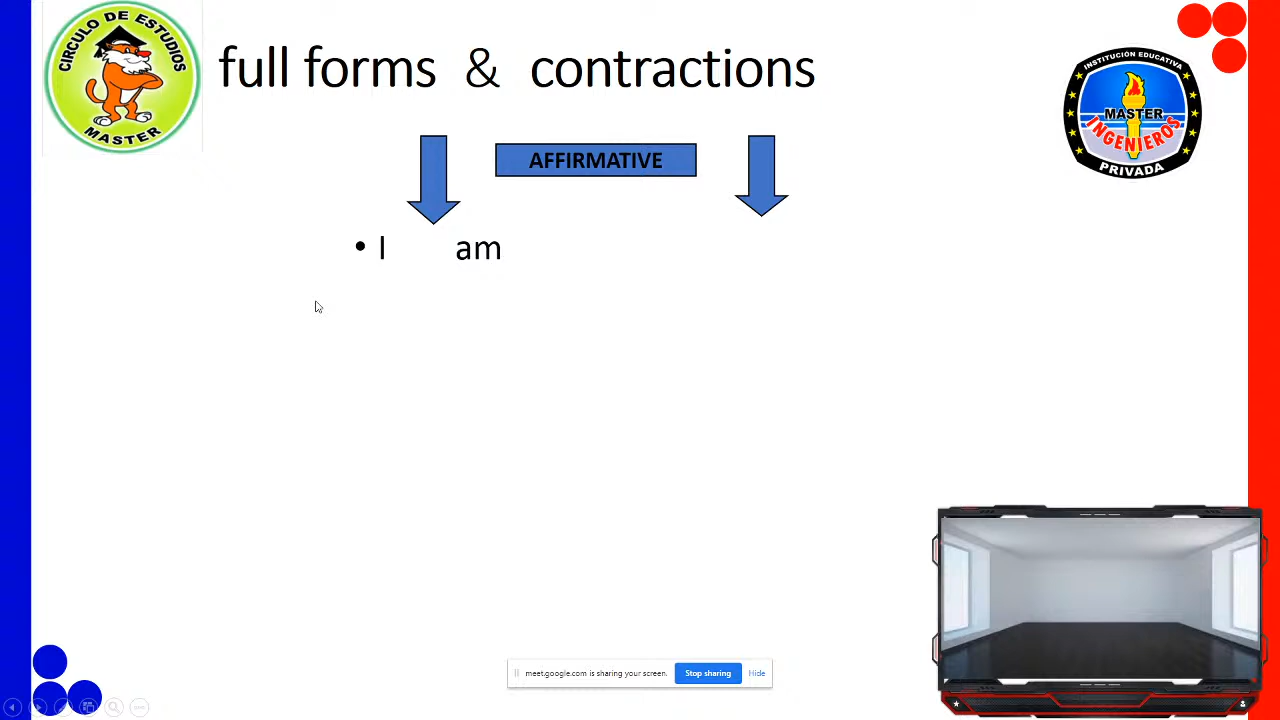 CIRCULO DE ESTUDIOS
MASTER
full forms & contractions
INSTITUCIÓN EDUCATIVA
MASTER
INGENIEROS
PRIVADA
AFFIRMATIVE
• I am
meet.google.com is sharing your screen.
Stop sharing
Hide